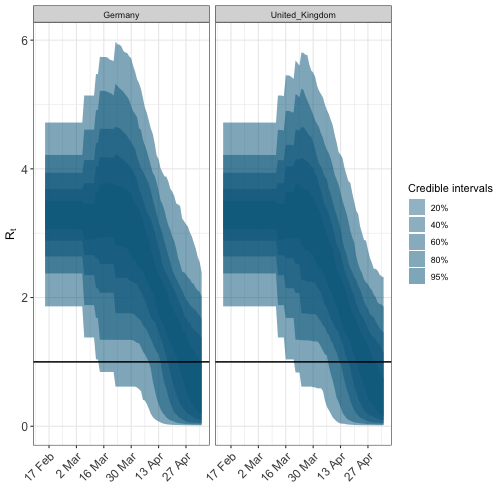 Germany
United_Kingdom
Rt
6
4
2
0
17 Feb
2 Mar
16 Mar
30 Mar
13 Apr
27 Apr
17 Feb
2 Mar
16 Mar
30 Mar
13 Apr
27 Apr
Credible intervals
20%
40%
60%
80%
95%